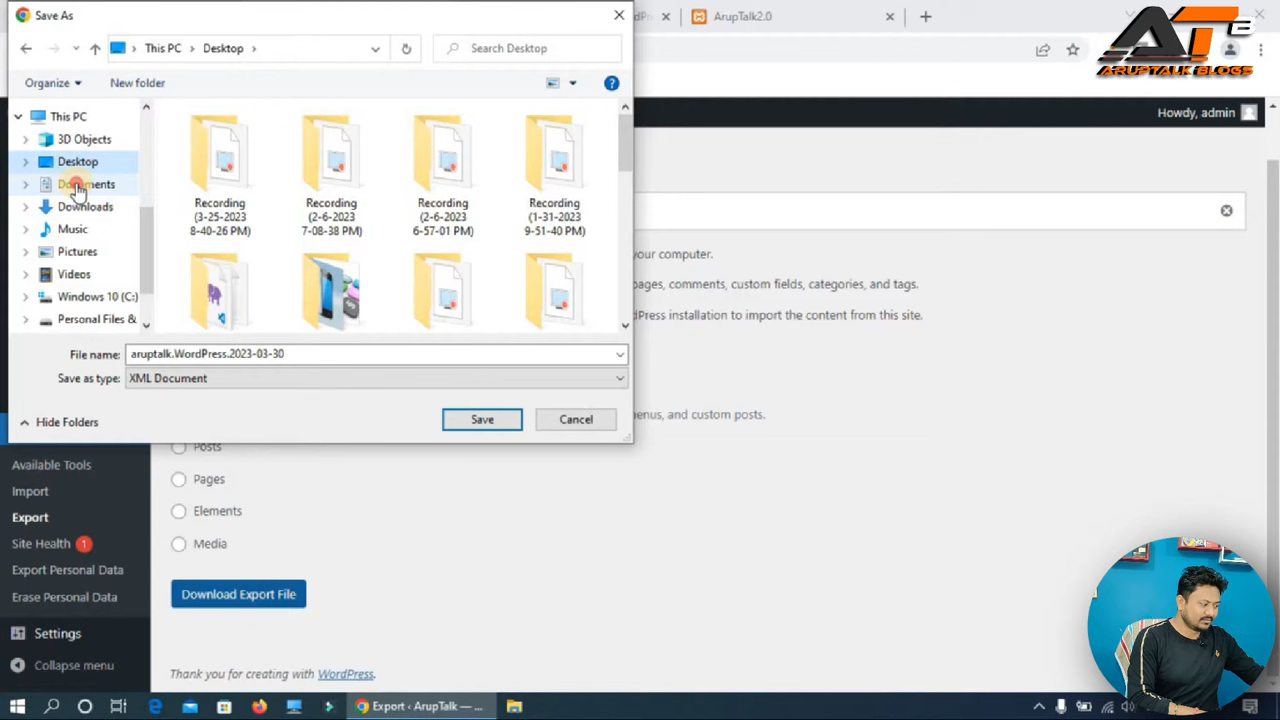 Save As
This PC
Desktop
Search Desktop
Organize
New folder
This PC
3D Objects
Desktop
Documents
Downloads
Music
Pictures
Videos
Windows 10 (C:)
Personal Files &
Recording
(3-25-2023
8-40-26 PM)
Recording
(2-6-2023
7-08-38 PM)
Recording
(2-6-2023
6-57-01 PM)
Recording
(1-31-2023
9-51-40 PM)
File name:
aruptalk.WordPress.2023-03-30
Save as type:
XML Document
Hide Folders
Save
Cancel
ArupTalk2.0
ATB
ARUPTALK BLOGS
Howdy, admin
your computer.
pages, comments, custom fields, categories, and tags.
dPress installation to import the content from this site.
enus, and custom posts.
Posts
Pages
Elements
Media
Download Export File
Thank you for creating with WordPress.
Available Tools
Import
Export
Site Health 1
Export Personal Data
Erase Personal Data
Settings
Collapse menu
Export ‹ ArupTalk — ...